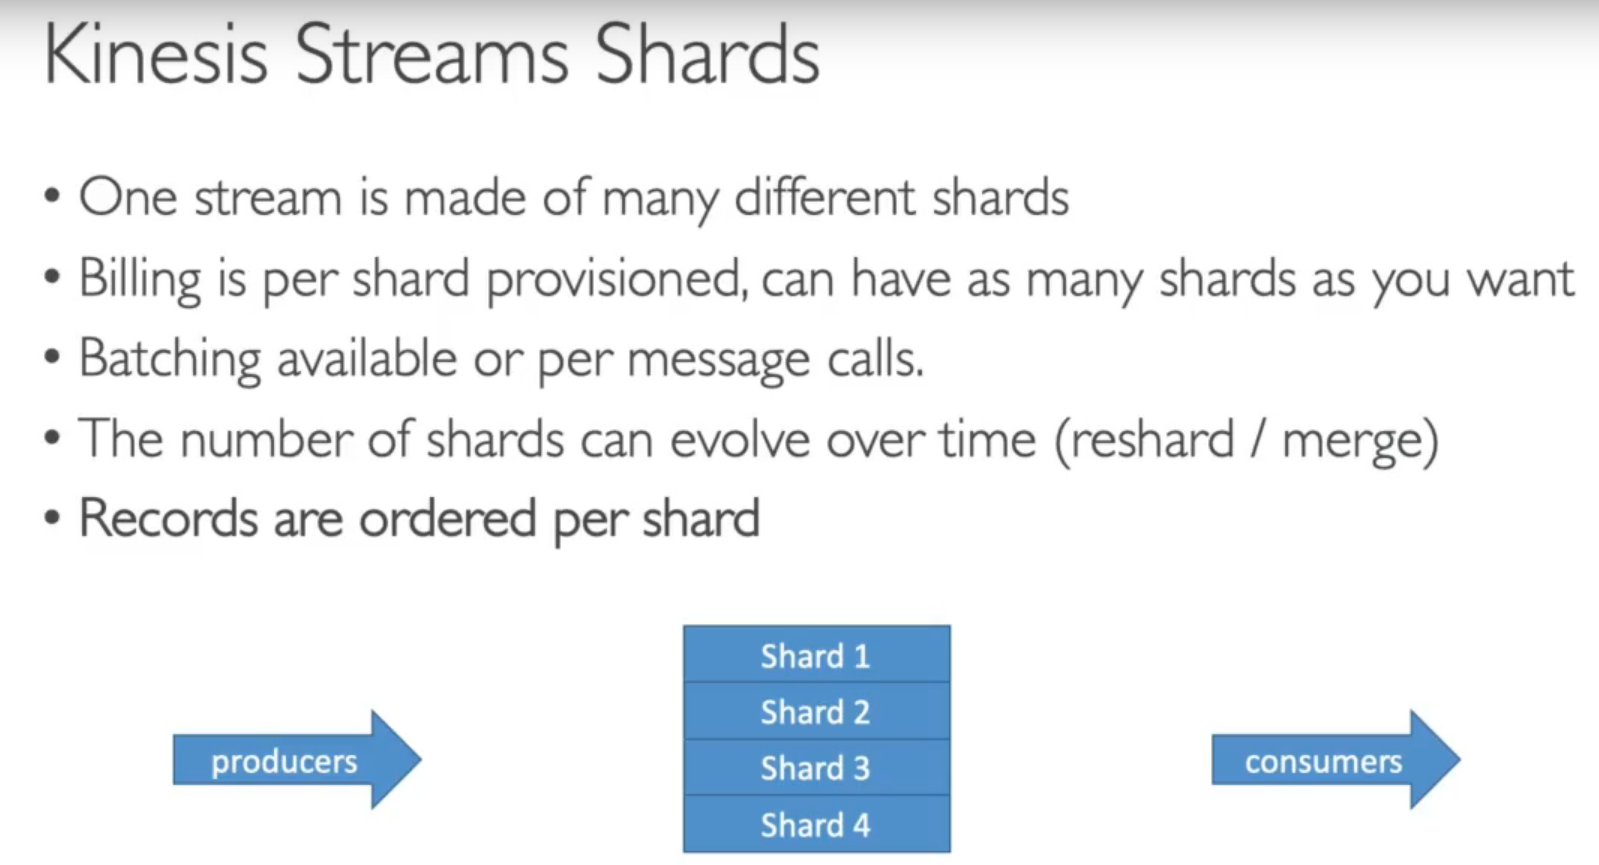 Kinesis Streams Shards
• One stream is made of many different shards
• Billing is per shard provisioned, can have as many shards as you want
• Batching available or per message calls.
• The number of shards can evolve over time (reshard / merge)
• Records are ordered per shard
Shard 1
Shard 2
producers
Shard 3
consumers
Shard 4